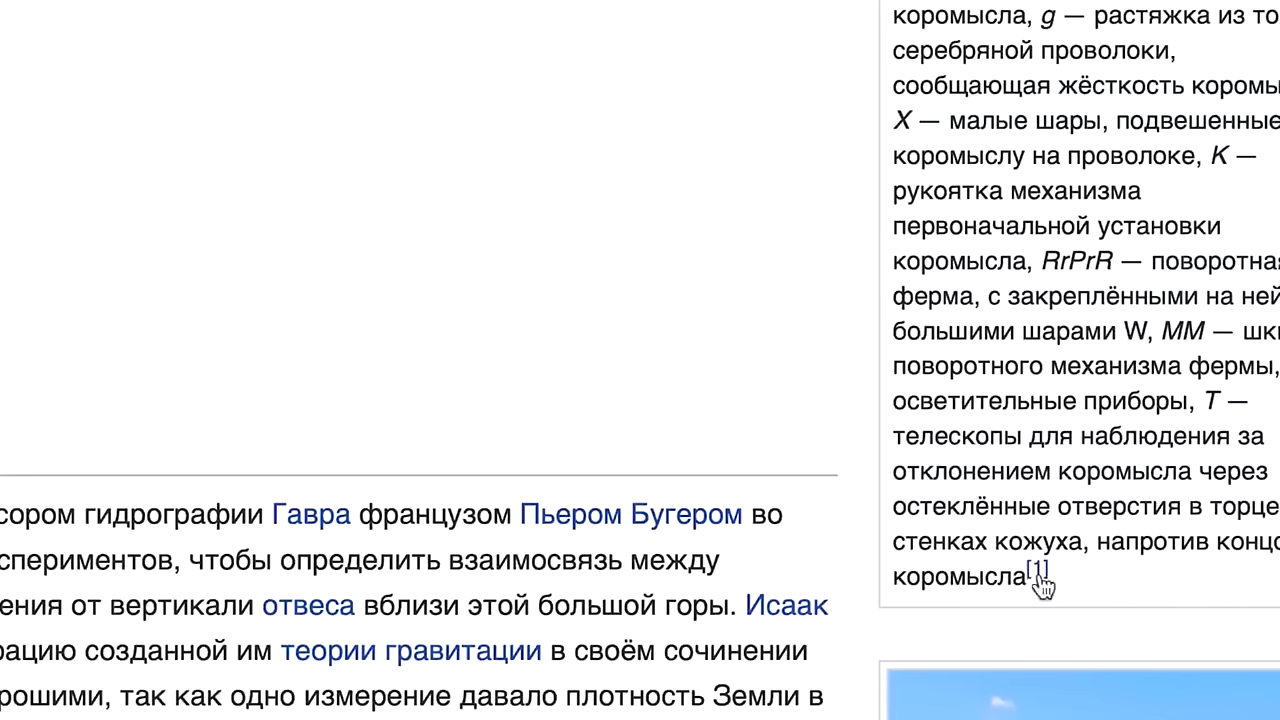 коромысла, g — растяжка из то
серебряной проволоки,
сообщающая жёсткость коромы
X — малые шары, подвешенные
коромыслу на проволоке, K —
рукоятка механизма
первоначальной установки
коромысла, RrPrR — поворотна
ферма, с закреплёнными на ней
большими шарами W, MM — шк
поворотного механизма фермы,
осветительные приборы, T —
телескопы для наблюдения за
отклонением коромысла через
остеклённые отверстия в торце
стенках кожуха, напротив конц
коромысла[1]
сором гидрографии Гавра французом Пьером Бугером во
спериментов, чтобы определить взаимосвязь между
ения от вертикали отвеса вблизи этой большой горы. Исаак
рацию созданной им теории гравитации в своём сочинении
рошими, так как одно измерение давало плотность Земли в